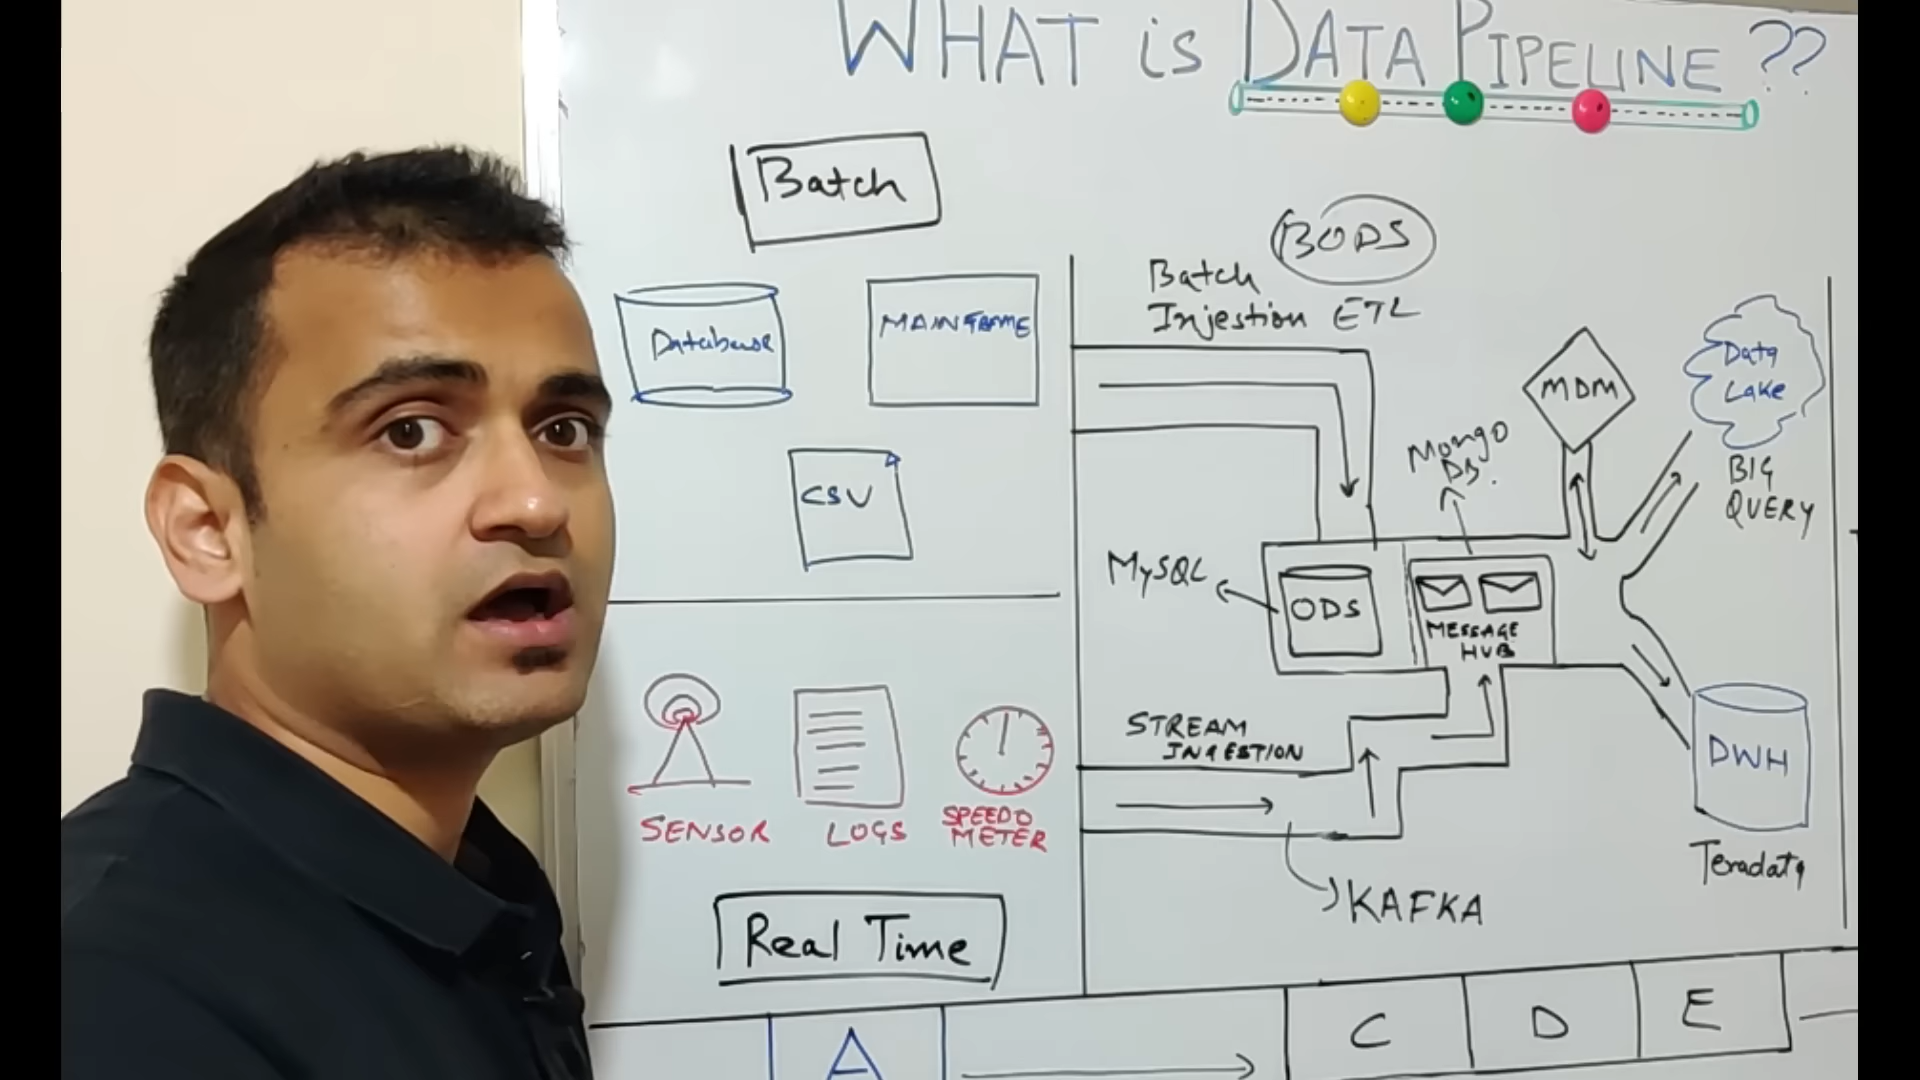 WHAT is DATA PIPELINE ??
Batch
BODS
Batch
Injestion ETL
Database
MAINFRAME
CSV
MDM
Data
Lake
BIG
QUERY
Mongo
DB.
MySQL
ODS
MESSAGE
HUB
STREAM
INGESTION
SENSOR
LOGS
SPEEDO
METER
DWH
Teradata
KAFKA
Real Time
A
C
D
E